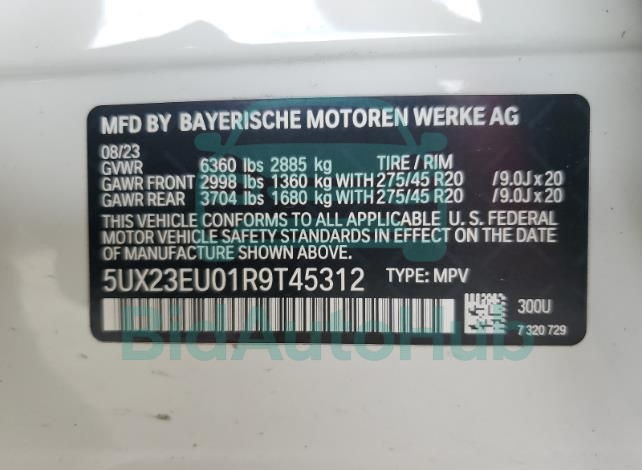 MFD BY BAYERISCHE MOTOREN WERKE AG
08/23
GVWR 6360 lbs 2885 kg TIRE / RIM
GAWR FRONT 2998 lbs 1360 kg WITH 275/45 R20 /9.0J x 20
GAWR REAR 3704 lbs 1680 kg WITH 275/45 R20 /9.0J x 20
THIS VEHICLE CONFORMS TO ALL APPLICABLE U. S. FEDERAL
MOTOR VEHICLE SAFETY STANDARDS IN EFFECT ON THE DATE
OF MANUFACTURE SHOWN ABOVE.
5UX23EU01R9T45312 TYPE: MPV
300U
7 320 729
BidAutoHub